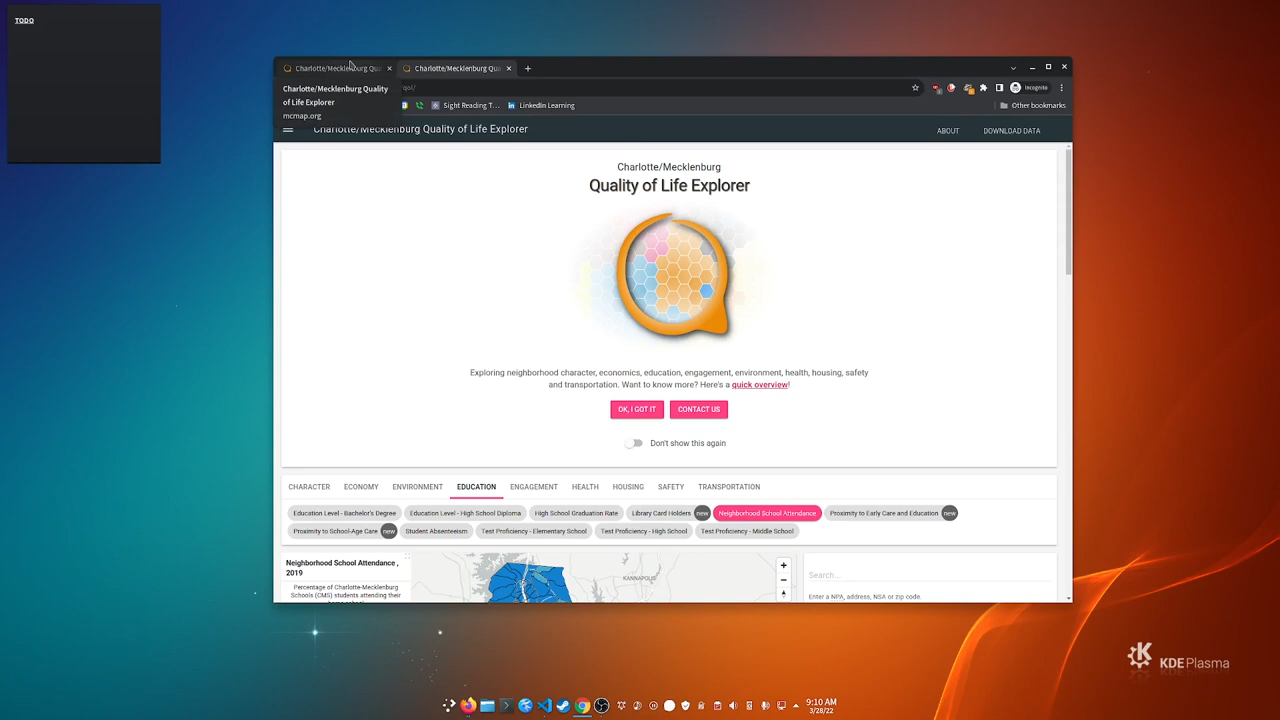 TODO
Charlotte/Mecklenburg Qua
Charlotte/Mecklenburg Qua
Charlotte/Mecklenburg Quality
of Life Explorer
mcmap.org
qol/
Incognito
Sight Reading T...
LinkedIn Learning
Other bookmarks
Charlotte/Mecklenburg Quality of Life Explorer
ABOUT
DOWNLOAD DATA
Charlotte/Mecklenburg
Quality of Life Explorer
Exploring neighborhood character, economics, education, engagement, environment, health, housing, safety
and transportation. Want to know more? Here's a quick overview!
OK, I GOT IT
CONTACT US
Don't show this again
CHARACTER ECONOMY ENVIRONMENT EDUCATION ENGAGEMENT HEALTH HOUSING SAFETY TRANSPORTATION
Education Level - Bachelor's Degree Education Level - High School Diploma High School Graduation Rate Library Card Holders new Neighborhood School Attendance Proximity to Early Care and Education new
Proximity to School-Age Care new Student Absenteeism Test Proficiency - Elementary School Test Proficiency - High School Test Proficiency - Middle School
Neighborhood School Attendance ,
2019
Percentage of Charlotte-Mecklenburg
Schools (CMS) students attending their
KANNAPOLIS
Search...
Enter a NPA, address, NSA or zip code.
KDE Plasma
9:10 AM
3/28/22